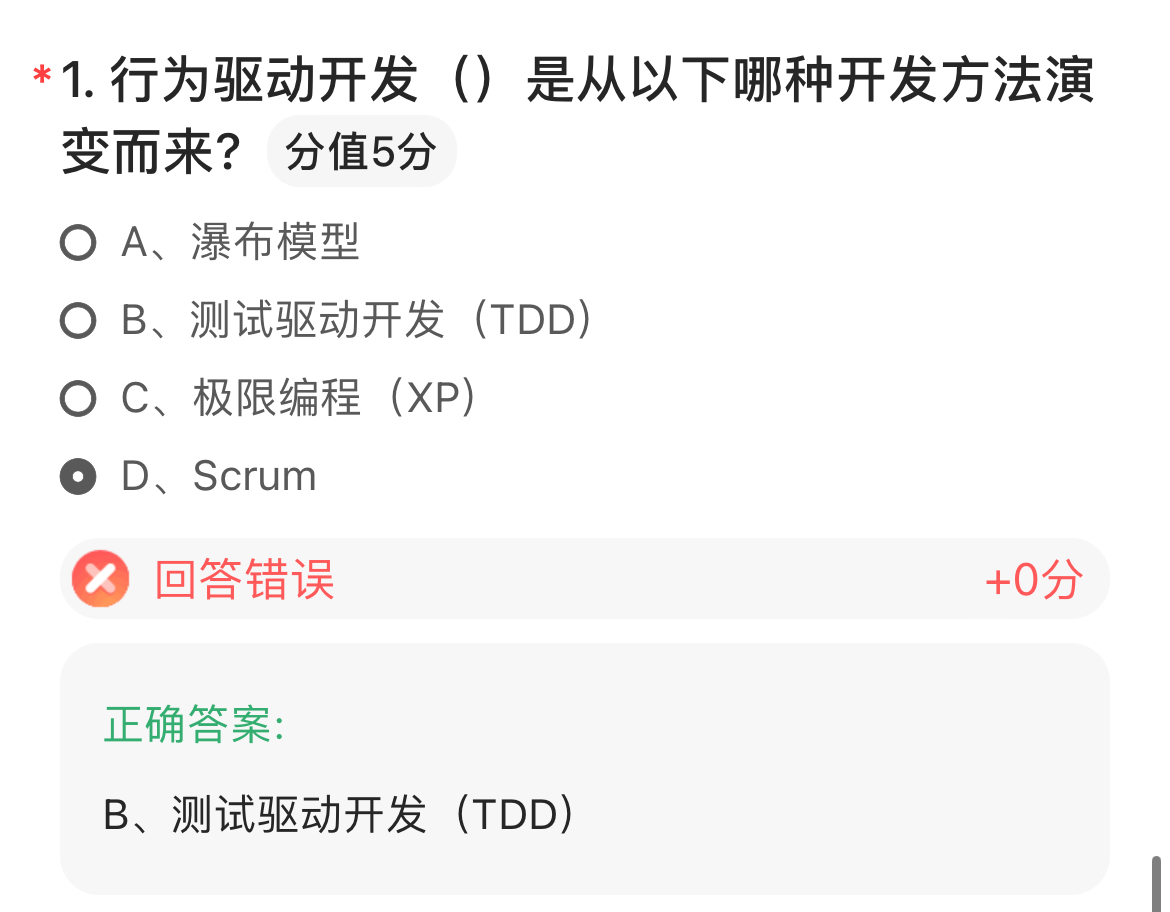 *1. 行为驱动开发（）是从以下哪种开发方法演
变而来? 分值5分
A、瀑布模型
B、测试驱动开发（TDD）
C、极限编程（XP）
D、Scrum
回答错误 +0分
正确答案:
B、测试驱动开发（TDD）